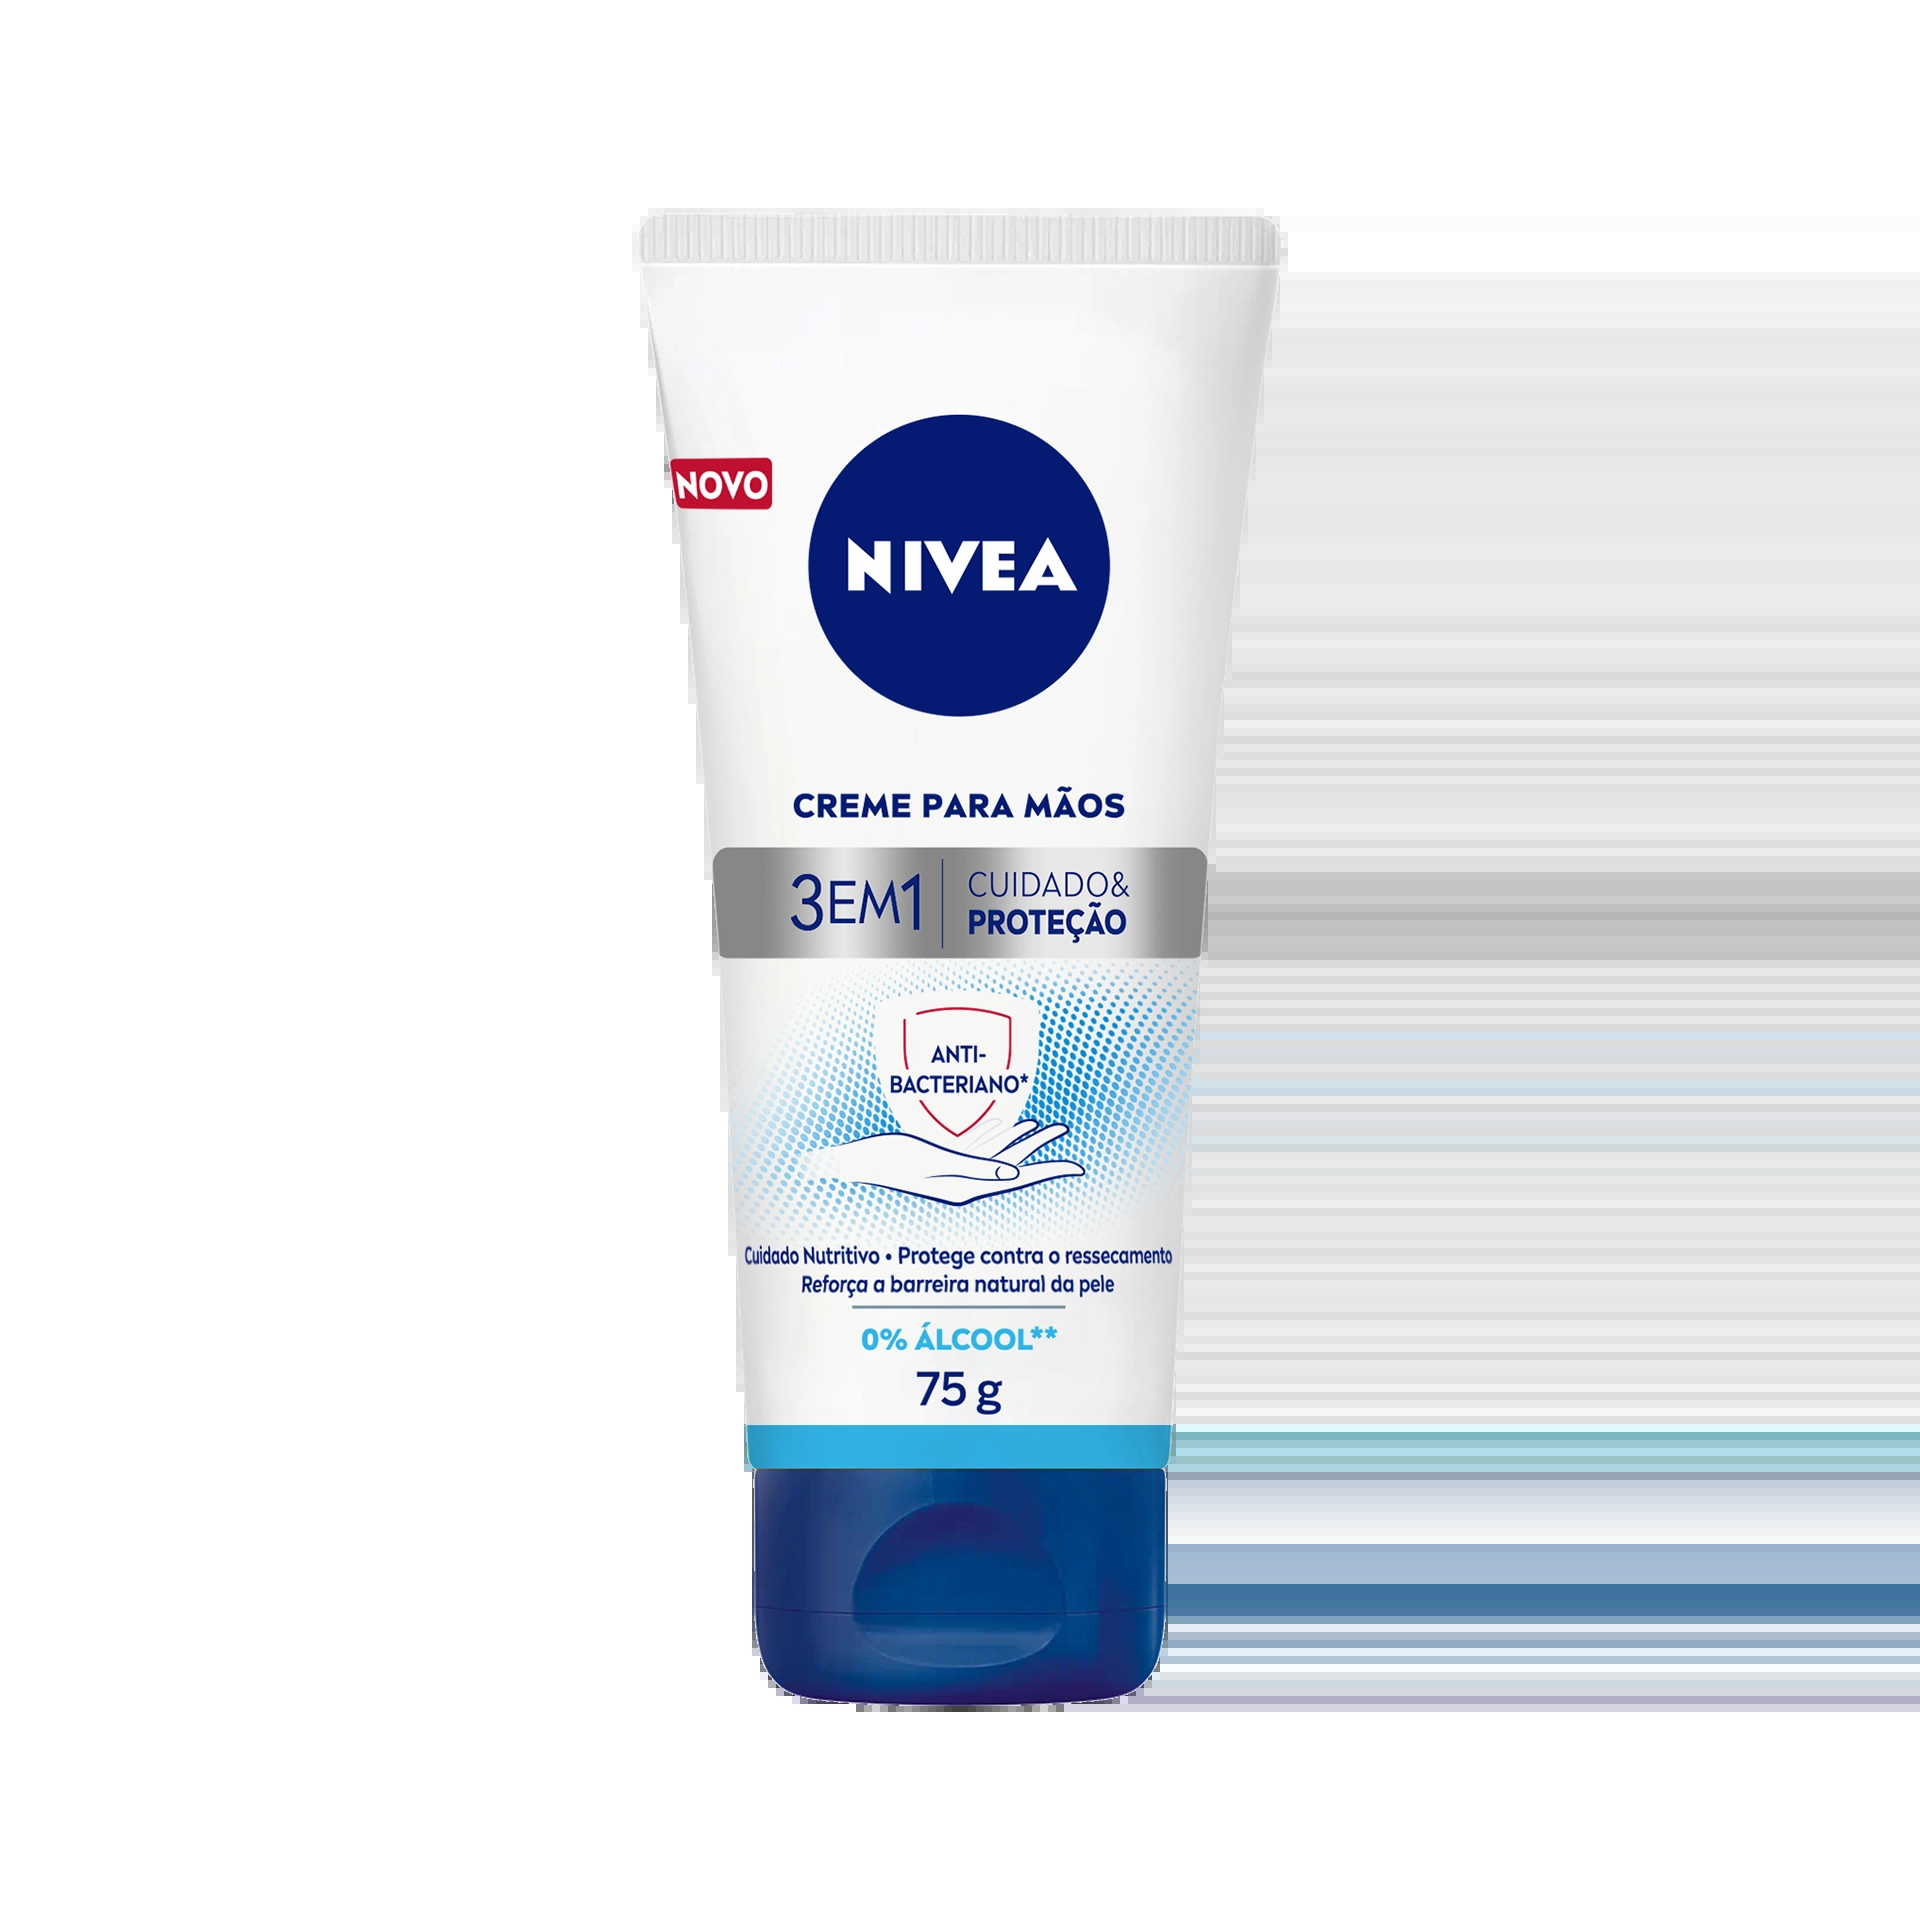 NOVO
NIVEA
CREME PARA MÃOS
3EM1
CUIDADO&
PROTEÇÃO
ANTI-
BACTERIANO*
Cuidado Nutritivo • Protege contra o ressecamento
Reforça a barreira natural da pele
0% ÁLCOOL**
75 g